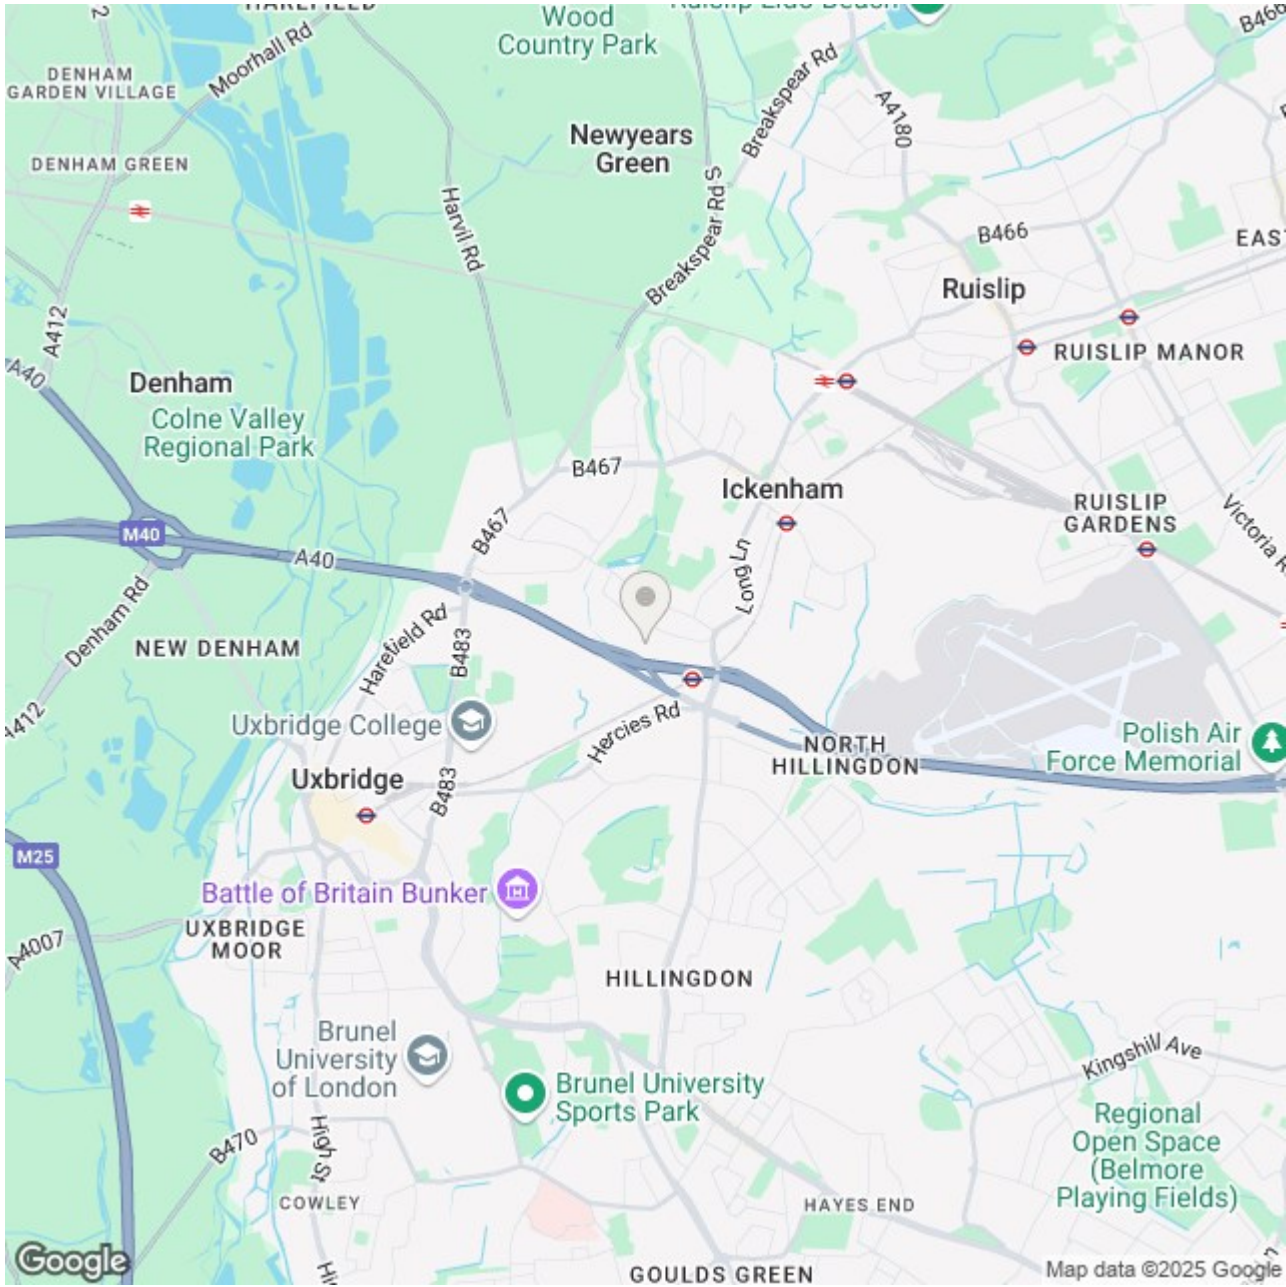 HAREFIELD
Wood
Country Park
Ruislip Lido Beach
B466
DENHAM
GARDEN VILLAGE
Moorhall Rd
Breakspear Rd
A4180
Newyears
Green
DENHAM GREEN
Harvil Rd
Breakspear Rd S
B466
EAST
Ruislip
A412
RUISLIP MANOR
A40
Denham
Colne Valley
Regional Park
B467
Ickenham
RUISLIP
GARDENS
Victoria R
M40
B467
A40
Long Ln
Denham Rd
Harefield Rd
B483
NEW DENHAM
A412
Uxbridge College
Hercies Rd
Polish Air
Force Memorial
NORTH
HILLINGDON
Uxbridge
B483
M25
Battle of Britain Bunker
UXBRIDGE
MOOR
A4007
HILLINGDON
Brunel
University
of London
Kingshill Ave
Brunel University
Sports Park
Regional
Open Space
(Belmore
Playing Fields)
B470
High St
COWLEY
HAYES END
Google
GOULDS GREEN
Map data ©2025 Google